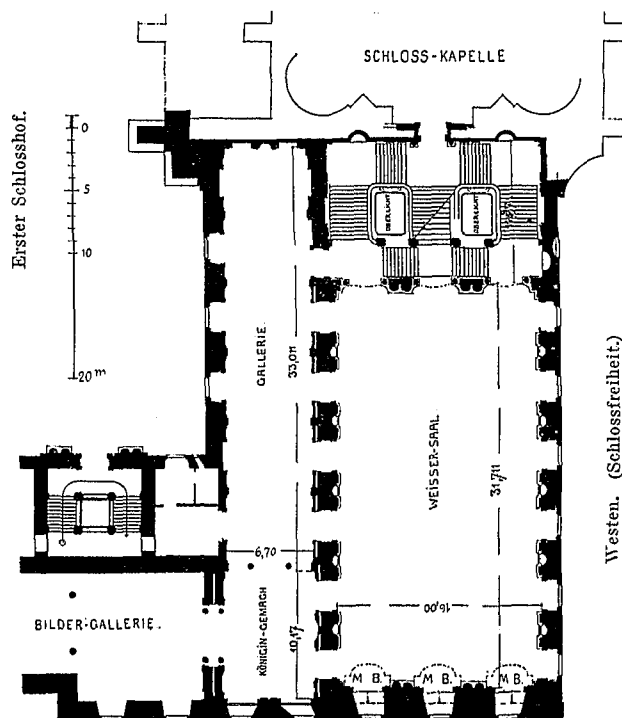 SCHLOSS-KAPELLE
Erster Schlosshof.
0
5
10
20 m
OBERLICHT
OBERLICHT
GALLERIE.
33,011
WEISSER-SAAL
31,711
Westen. (Schlossfreiheit.)
6,70
16,00
BILDER-GALLERIE.
KÖNIGIN-GEMACH
10,17
M B.
M B.
M B.